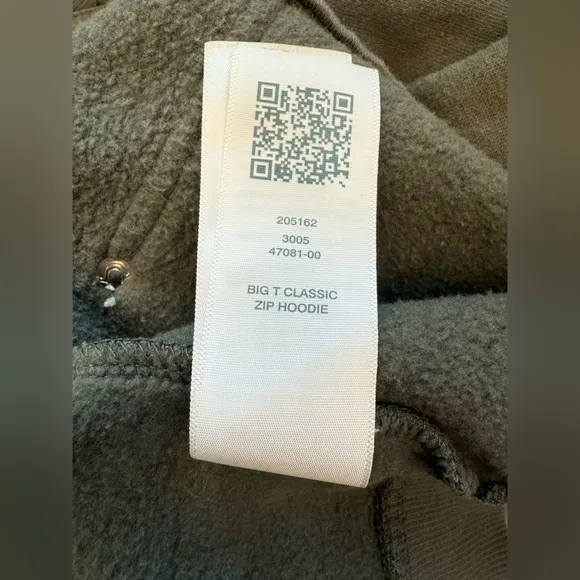 205162
3005
47081-00
BIG T CLASSIC
ZIP HOODIE